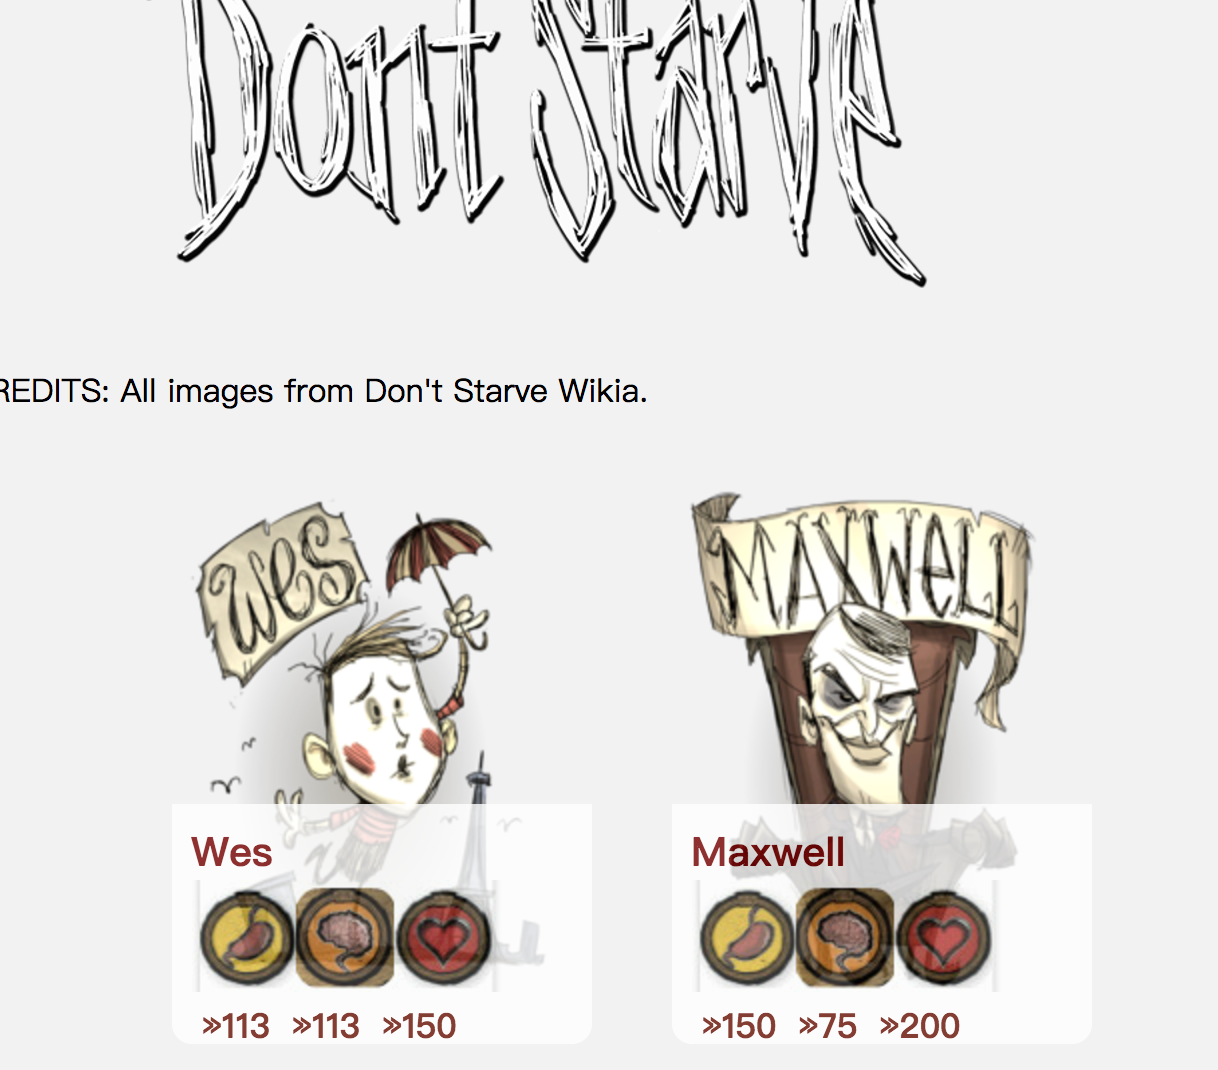 Dont Starve
REDITS: All images from Don't Starve Wikia.
Wes
MAXWELL
Wes
Maxwell
»113 »113 »150
»150 »75 »200